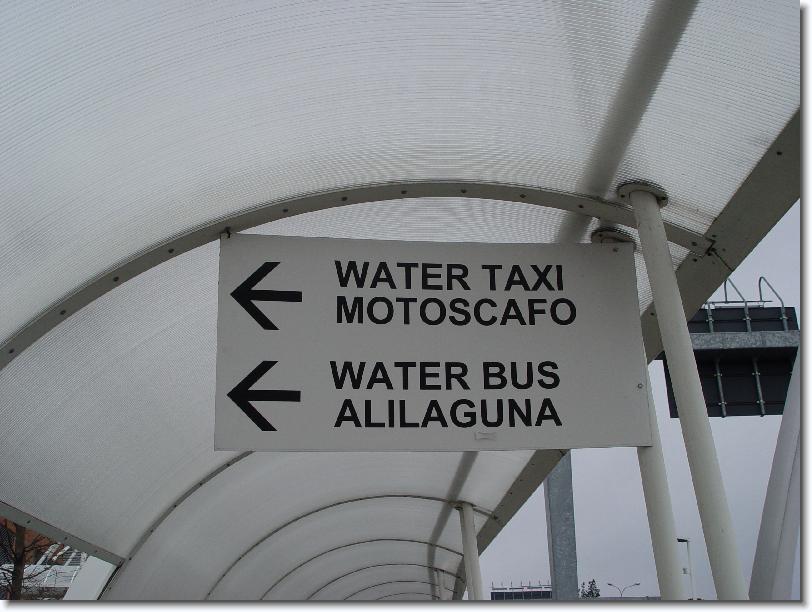 WATER TAXI
MOTOSCAFO
WATER BUS
ALILAGUNA